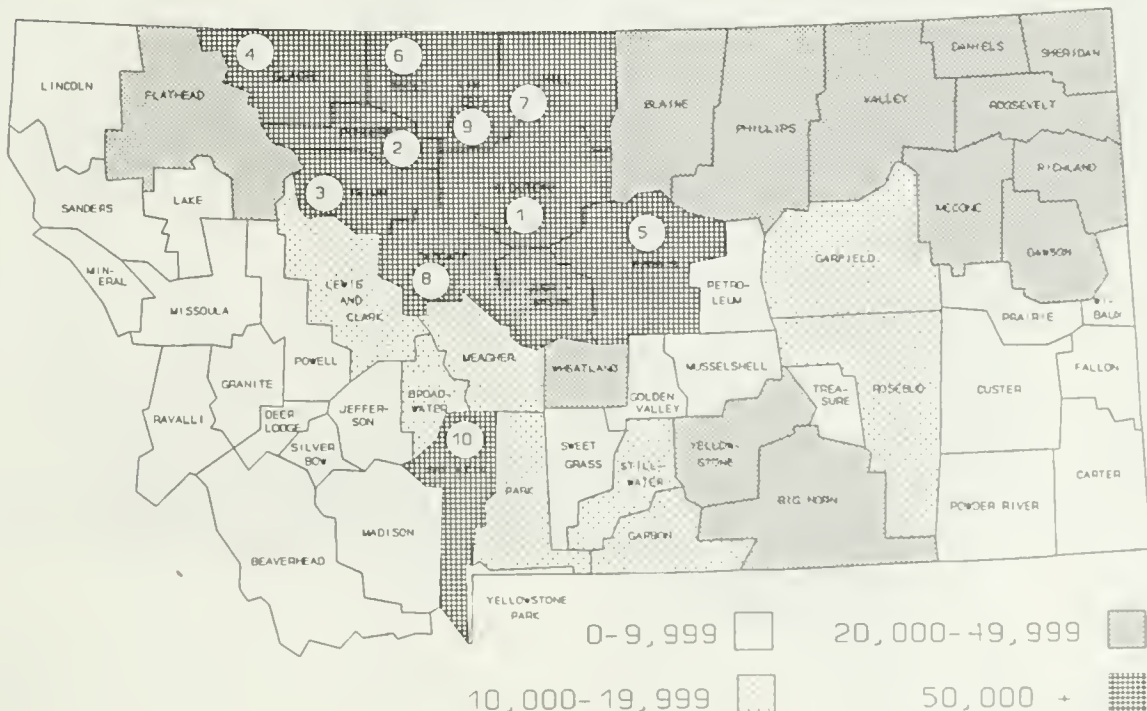 4
6
LINCOLN
FLATHEAD
7
DANIELS
SHERIDAN
BLAINE
VALLEY
ROOSEVELT
PHILLIPS
9
2
3
RICHLAND
SANDERS
LAKE
1
5
MCCONE
GARFIELD
DAWSON
MIN-
ERAL
8
LEWIS
AND
CLARK
PETRO-
LEUM
WI-
BAUX
MISSOULA
PRAIRIE
POWELL
MEAGHER
WHEATLAND
MUSSELSHELL
FALLON
GRANITE
BROAD-
WATER
GOLDEN
VALLEY
TREA-
SURE
ROSEBUD
CUSTER
RAVALLI
DEER
LODGE
JEFFER-
SON
10
SILVER
BOW
SWEET
GRASS
STILL-
WATER
YELLOW-
STONE
CARTER
PARK
BIG HORN
POWDER RIVER
MADISON
CARBON
BEAVERHEAD
YELLOWSTONE
PARK
0-9,999
20,000-49,999
10,000-19,999
50,000 +